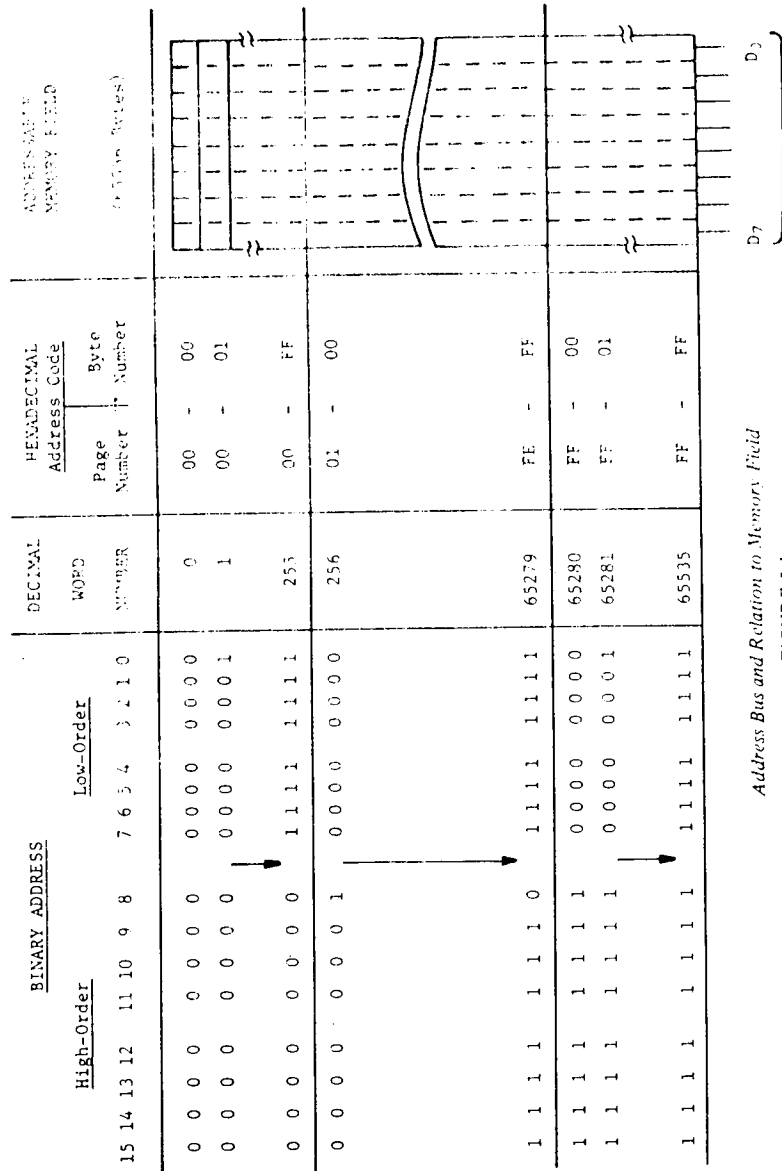 BINARY ADDRESS DECIMAL HEXADECIMAL ADDRESSABLE
High-Order Low-Order WORD Address Code MEMORY FIELD
Page Byte
15 14 13 12 11 10 9 8 7 6 5 4 3 2 1 0 NUMBER Number Number Bytes)
0 0 0 0 0 0 0 0 0 0 0 0 0 0 0 0 0 00 - 00
0 0 0 0 0 0 0 0 0 0 0 0 0 0 0 1 1 00 - 01
0 0 0 0 0 0 0 0 1 1 1 1 1 1 1 1 255 00 - FF
0 0 0 0 0 0 0 1 0 0 0 0 0 0 0 0 256 01 - 00
1 1 1 1 1 1 1 0 1 1 1 1 1 1 1 1 65279 FE - FF
1 1 1 1 1 1 1 1 0 0 0 0 0 0 0 0 65280 FF - 00
1 1 1 1 1 1 1 1 0 0 0 0 0 0 0 1 65281 FF - 01
1 1 1 1 1 1 1 1 1 1 1 1 1 1 1 1 65535 FF - FF
D7 D0
Address Bus and Relation to Memory Field